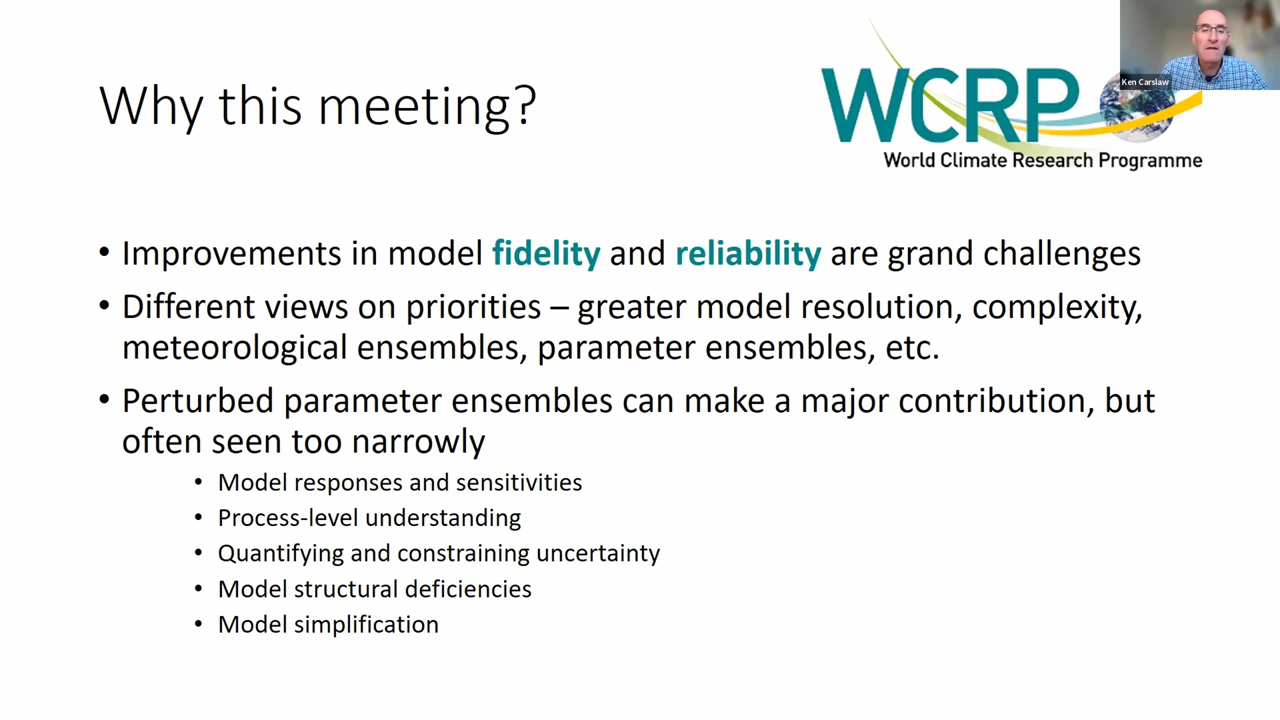 Why this meeting?
WCRP
World Climate Research Programme
Ken Carslaw
• Improvements in model fidelity and reliability are grand challenges
• Different views on priorities – greater model resolution, complexity,
meteorological ensembles, parameter ensembles, etc.
• Perturbed parameter ensembles can make a major contribution, but
often seen too narrowly
• Model responses and sensitivities
• Process-level understanding
• Quantifying and constraining uncertainty
• Model structural deficiencies
• Model simplification